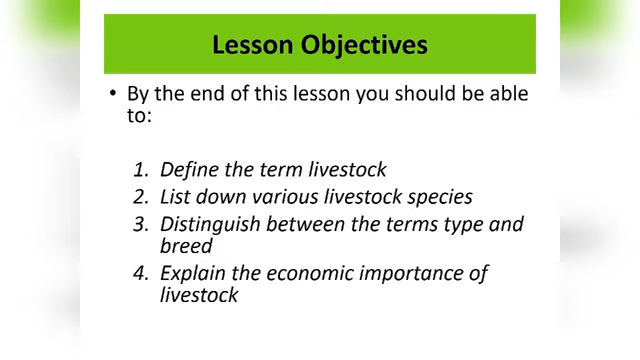 Lesson Objectives
• By the end of this lesson you should be able
to:
1. Define the term livestock
2. List down various livestock species
3. Distinguish between the terms type and
breed
4. Explain the economic importance of
livestock